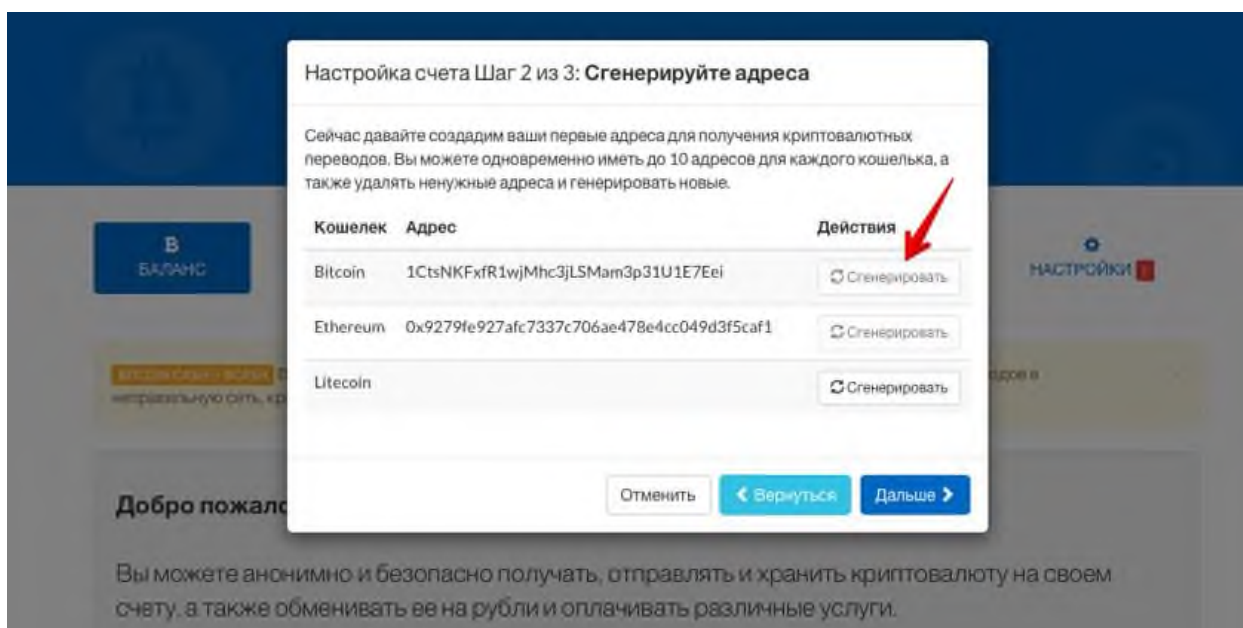 Настройка счета Шаг 2 из 3: Сгенерируйте адреса
Сейчас давайте создадим ваши первые адреса для получения криптовалютных
переводов. Вы можете одновременно иметь до 10 адресов для каждого кошелька, а
также удалять ненужные адреса и генерировать новые.
Кошелек Адрес Действия
Bitcoin 1CtsNKFxfR1wjMhc3jLSMam3p31U1E7Eei Сгенерировать
Ethereum 0x9279fe927afc7337c706ae478e4cc049d3f5caf1 Сгенерировать
Litecoin Сгенерировать
Отменить Вернуться Дальше
БАЛАНС
НАСТРОЙКИ
неправильную сеть,
Добро
Вы можете анонимно и безопасно получать, отправлять и хранить криптовалюту на своем
счету, а также обменивать ее на рубли и оплачивать различные услуги.